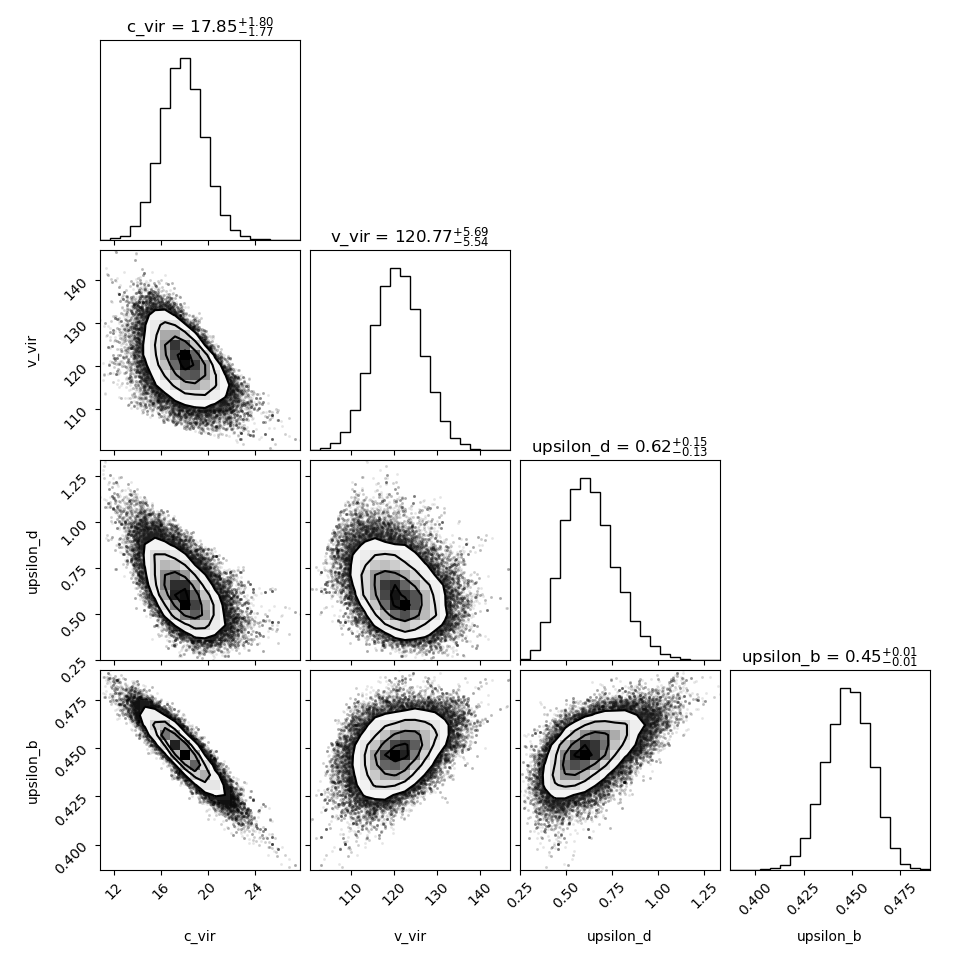 c_vir = 17.85+1.80−1.77
v_vir = 120.77+5.69−5.54
140
130
120
110
v_vir
upsilon_d = 0.62+0.15−0.13
1.25
1.00
0.75
0.50
0.25
upsilon_d
upsilon_b = 0.45+0.01−0.01
0.475
0.450
0.425
0.400
upsilon_b
12 16 20 24
110 120 130 140
0.25 0.50 0.75 1.00 1.25
0.400 0.425 0.450 0.475
c_vir v_vir upsilon_d upsilon_b